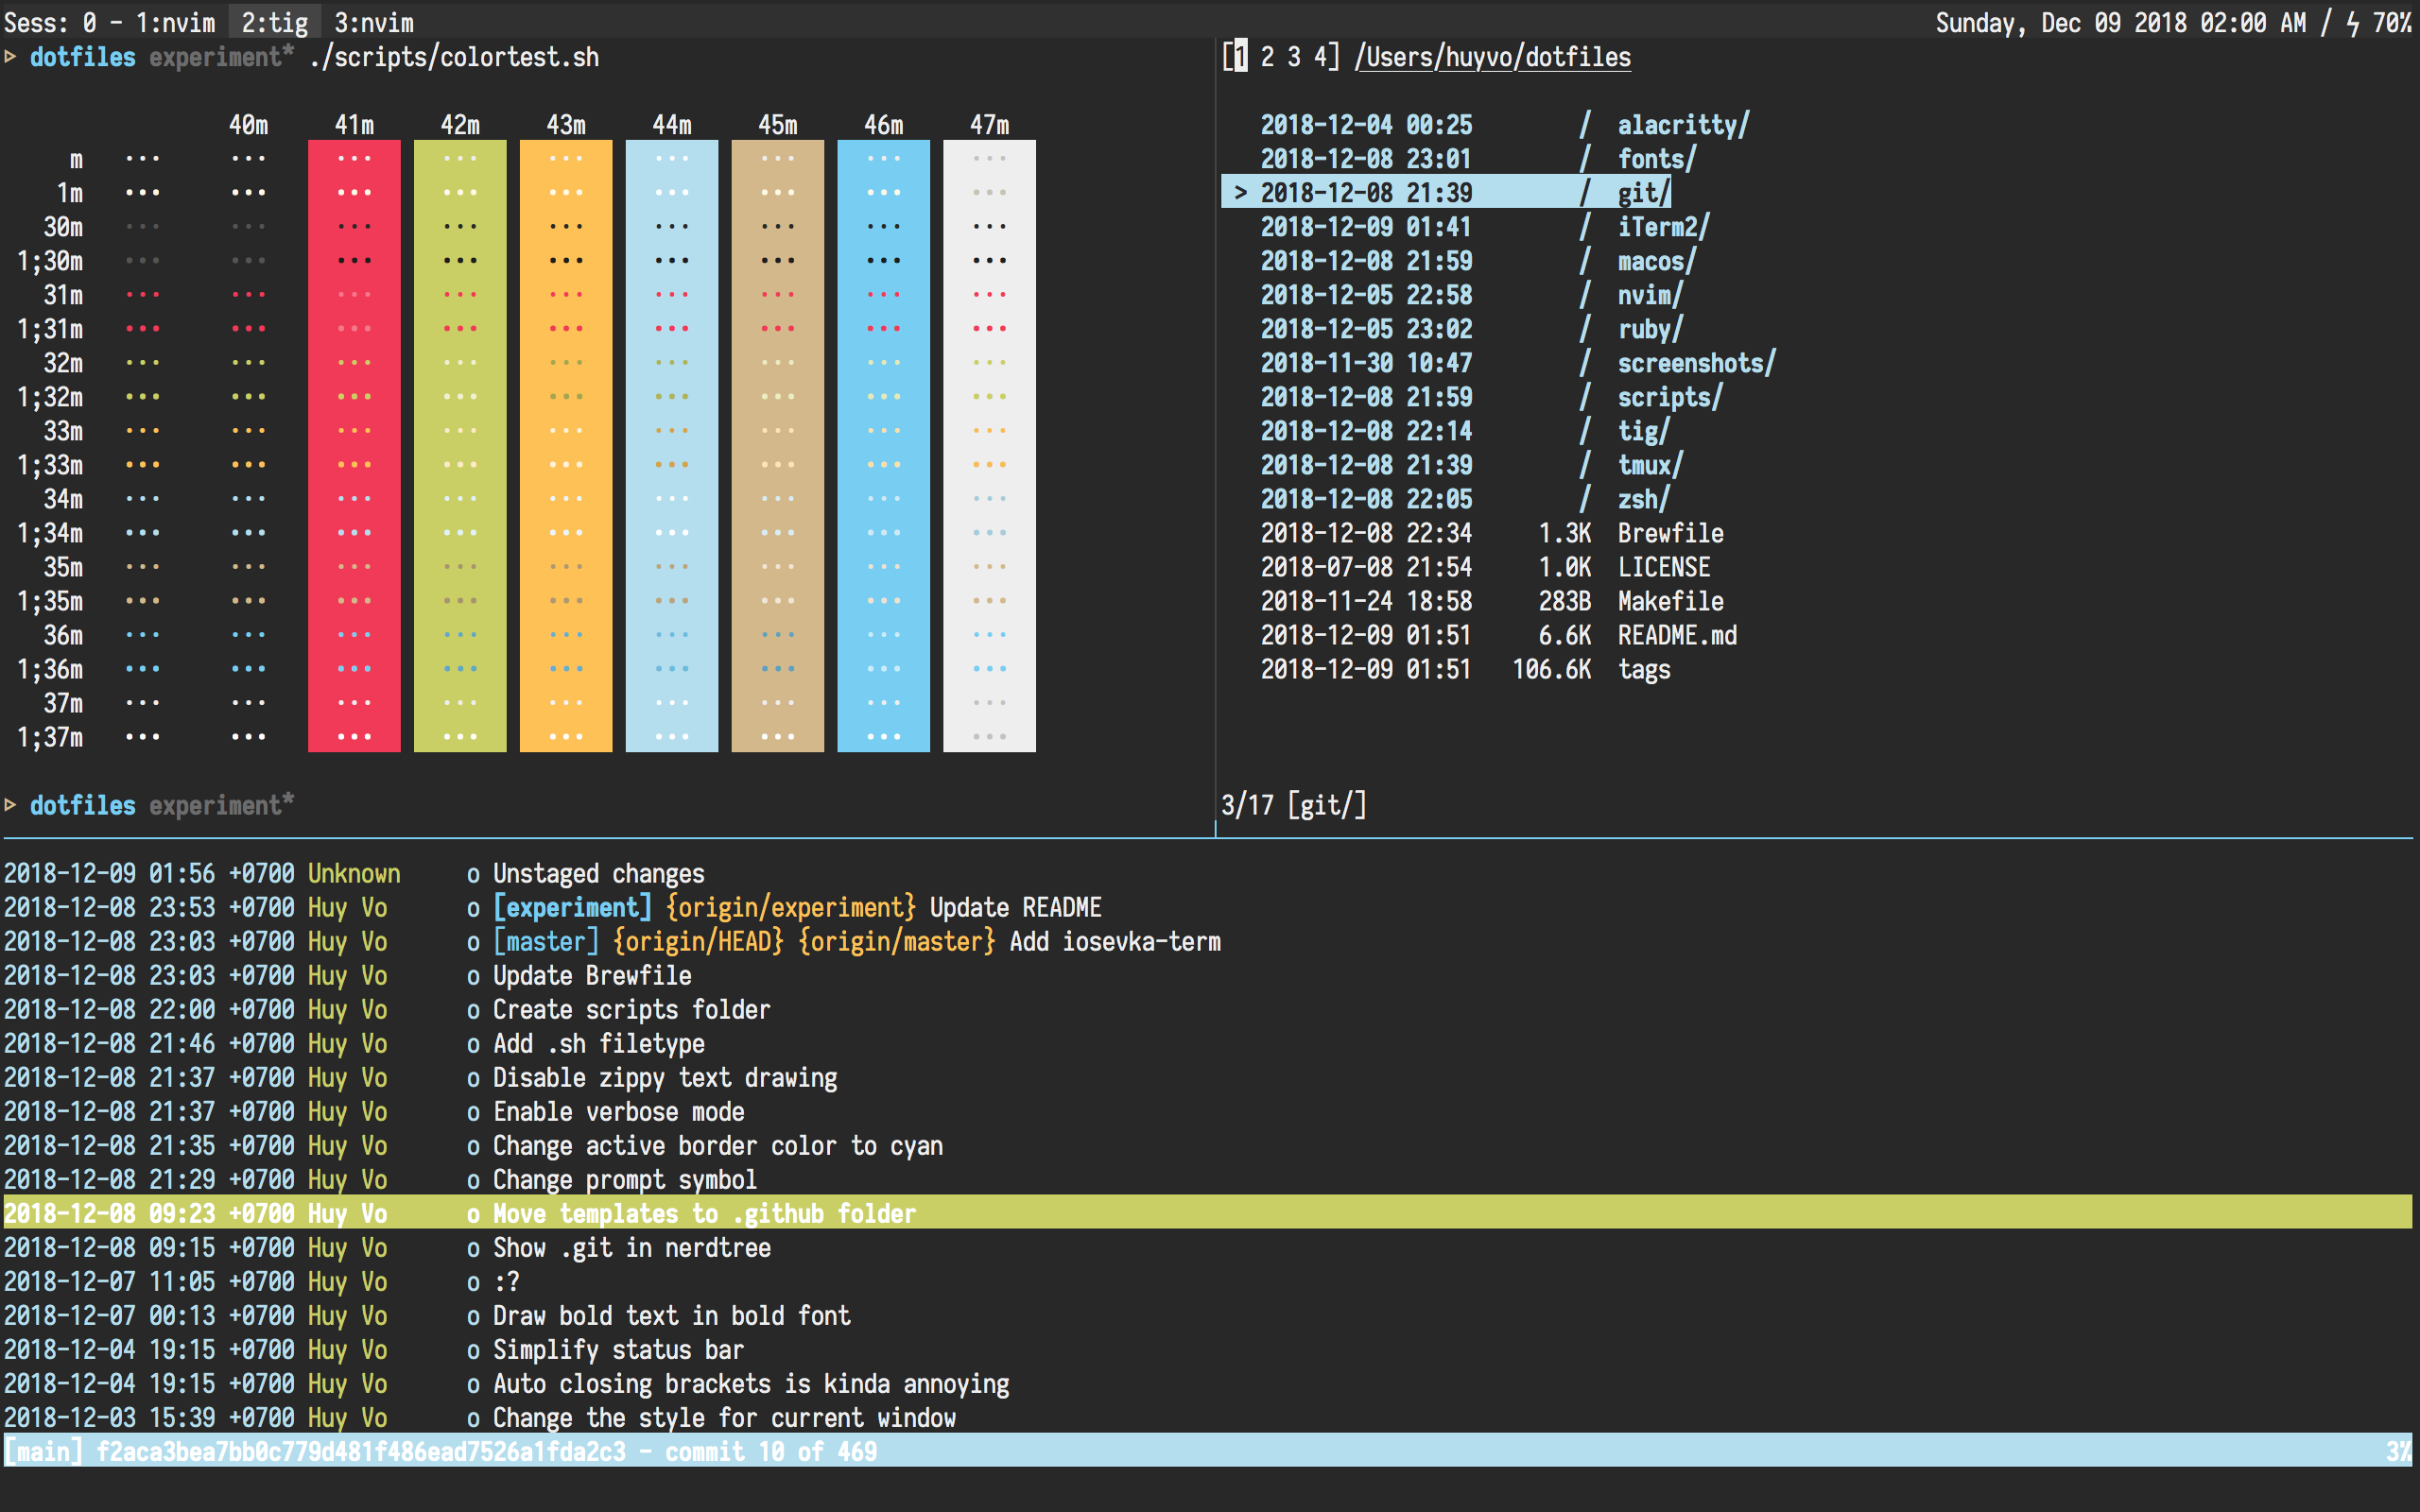 Sess: 0 - 1:nvim  2:tig  3:nvim
Sunday, Dec 09 2018 02:00 AM / ϟ 70%
▹ dotfiles experiment* ./scripts/colortest.sh
40m 41m 42m 43m 44m 45m 46m 47m
m ••• ••• ••• ••• ••• ••• ••• ••• •••
1m ••• ••• ••• ••• ••• ••• ••• ••• •••
30m ••• ••• ••• ••• ••• ••• ••• ••• •••
1;30m ••• ••• ••• ••• ••• ••• ••• ••• •••
31m ••• ••• ••• ••• ••• ••• ••• ••• •••
1;31m ••• ••• ••• ••• ••• ••• ••• ••• •••
32m ••• ••• ••• ••• ••• ••• ••• ••• •••
1;32m ••• ••• ••• ••• ••• ••• ••• ••• •••
33m ••• ••• ••• ••• ••• ••• ••• ••• •••
1;33m ••• ••• ••• ••• ••• ••• ••• ••• •••
34m ••• ••• ••• ••• ••• ••• ••• ••• •••
1;34m ••• ••• ••• ••• ••• ••• ••• ••• •••
35m ••• ••• ••• ••• ••• ••• ••• ••• •••
1;35m ••• ••• ••• ••• ••• ••• ••• ••• •••
36m ••• ••• ••• ••• ••• ••• ••• ••• •••
1;36m ••• ••• ••• ••• ••• ••• ••• ••• •••
37m ••• ••• ••• ••• ••• ••• ••• ••• •••
1;37m ••• ••• ••• ••• ••• ••• ••• ••• •••
▹ dotfiles experiment*
[1 2 3 4] /Users/huyvo/dotfiles
2018-12-04 00:25 / alacritty/
2018-12-08 23:01 / fonts/
> 2018-12-08 21:39 / git/
2018-12-09 01:41 / iTerm2/
2018-12-08 21:59 / macos/
2018-12-05 22:58 / nvim/
2018-12-05 23:02 / ruby/
2018-11-30 10:47 / screenshots/
2018-12-08 21:59 / scripts/
2018-12-08 22:14 / tig/
2018-12-08 21:39 / tmux/
2018-12-08 22:05 / zsh/
2018-12-08 22:34 1.3K Brewfile
2018-07-08 21:54 1.0K LICENSE
2018-11-24 18:58 283B Makefile
2018-12-09 01:51 6.6K README.md
2018-12-09 01:51 106.6K tags
3/17 [git/]
2018-12-09 01:56 +0700 Unknown o Unstaged changes
2018-12-08 23:53 +0700 Huy Vo o [experiment] {origin/experiment} Update README
2018-12-08 23:03 +0700 Huy Vo o [master] {origin/HEAD} {origin/master} Add iosevka-term
2018-12-08 23:03 +0700 Huy Vo o Update Brewfile
2018-12-08 22:00 +0700 Huy Vo o Create scripts folder
2018-12-08 21:46 +0700 Huy Vo o Add .sh filetype
2018-12-08 21:37 +0700 Huy Vo o Disable zippy text drawing
2018-12-08 21:37 +0700 Huy Vo o Enable verbose mode
2018-12-08 21:35 +0700 Huy Vo o Change active border color to cyan
2018-12-08 21:29 +0700 Huy Vo o Change prompt symbol
2018-12-08 09:23 +0700 Huy Vo o Move templates to .github folder
2018-12-08 09:15 +0700 Huy Vo o Show .git in nerdtree
2018-12-07 11:05 +0700 Huy Vo o :?
2018-12-07 00:13 +0700 Huy Vo o Draw bold text in bold font
2018-12-04 19:15 +0700 Huy Vo o Simplify status bar
2018-12-04 19:15 +0700 Huy Vo o Auto closing brackets is kinda annoying
2018-12-03 15:39 +0700 Huy Vo o Change the style for current window
[main] f2aca3bea7bb0c779d481f486ead7526a1fda2c3 - commit 10 of 469 3%